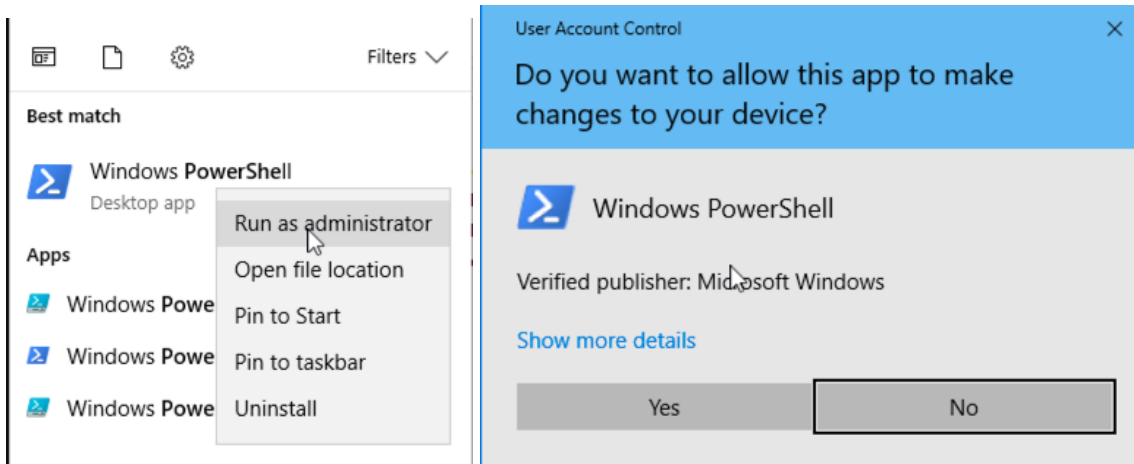 Filters
Best match
Windows PowerShell
Desktop app
Run as administrator
Open file location
Pin to Start
Pin to taskbar
Uninstall
Apps
Windows Powe
Windows Powe
Windows Powe
User Account Control
Do you want to allow this app to make
changes to your device?
Windows PowerShell
Verified publisher: Microsoft Windows
Show more details
Yes
No